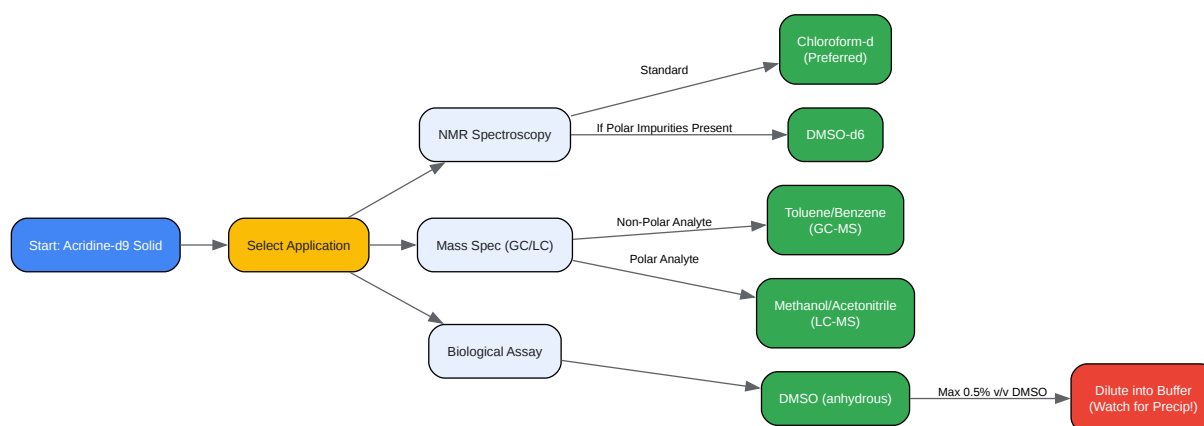 Chloroform-d
(Preferred)
Standard
NMR Spectroscopy
If Polar Impurities Present
DMSO-d6
Toluene/Benzene
(GC-MS)
Non-Polar Analyte
Start: Acridine-d9 Solid
Select Application
Mass Spec (GC/LC)
Polar Analyte
Methanol/Acetonitrile
(LC-MS)
Biological Assay
DMSO (anhydrous)
Max 0.5% v/v DMSO
Dilute into Buffer
(Watch for Precip!)